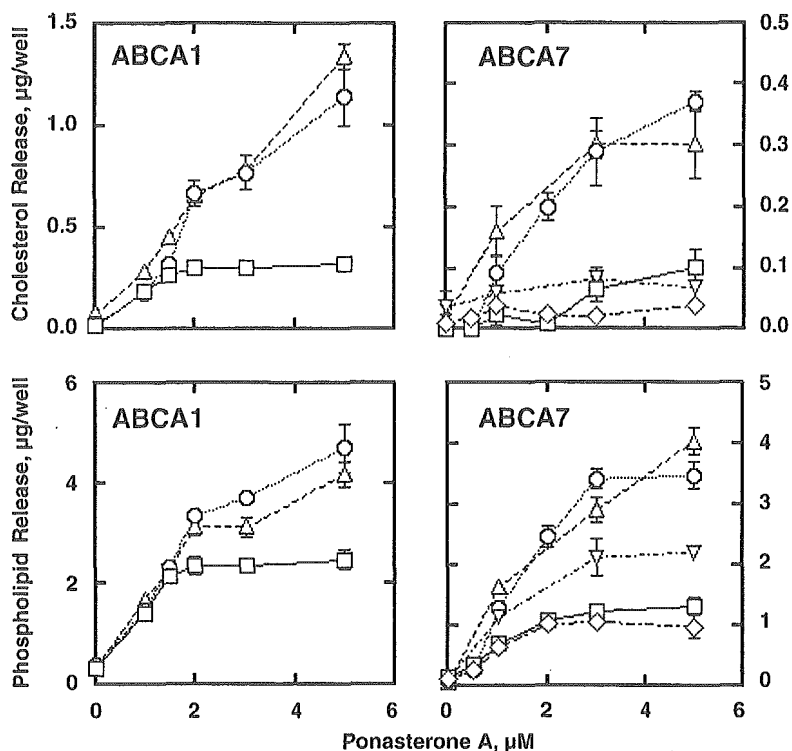 Cholesterol Release, µg/well
1.5
1.0
0.5
0.0
ABCA1
ABCA7
0.5
0.4
0.3
0.2
0.1
0.0
Phospholipid Release, µg/well
6
4
2
0
ABCA1
ABCA7
5
4
3
2
1
0
0 2 4 6 0 2 4 6
Ponasterone A, µM